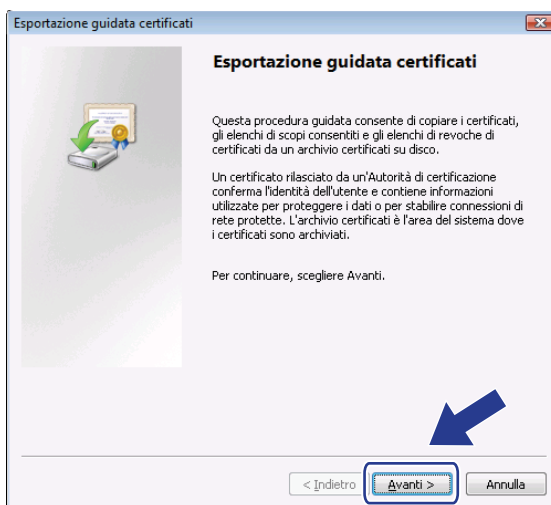 Esportazione guidata certificati
Esportazione guidata certificati
Questa procedura guidata consente di copiare i certificati,
gli elenchi di scopi consentiti e gli elenchi di revoche di
certificati da un archivio certificati su disco.
Un certificato rilasciato da un'Autorità di certificazione
conferma l'identità dell'utente e contiene informazioni
utilizzate per proteggere i dati o per stabilire connessioni di
rete protette. L'archivio certificati è l'area del sistema dove
i certificati sono archiviati.
Per continuare, scegliere Avanti.
< Indietro Avanti > Annulla